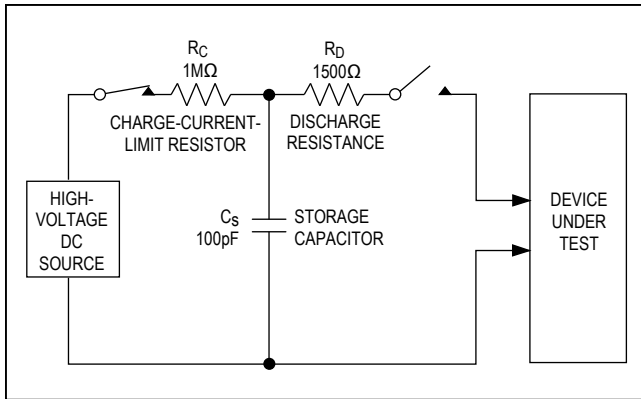 RC
1MΩ
CHARGE-CURRENT-
LIMIT RESISTOR
RD
1500Ω
DISCHARGE
RESISTANCE
HIGH-
VOLTAGE
DC
SOURCE
Cs
100pF
STORAGE
CAPACITOR
DEVICE
UNDER
TEST